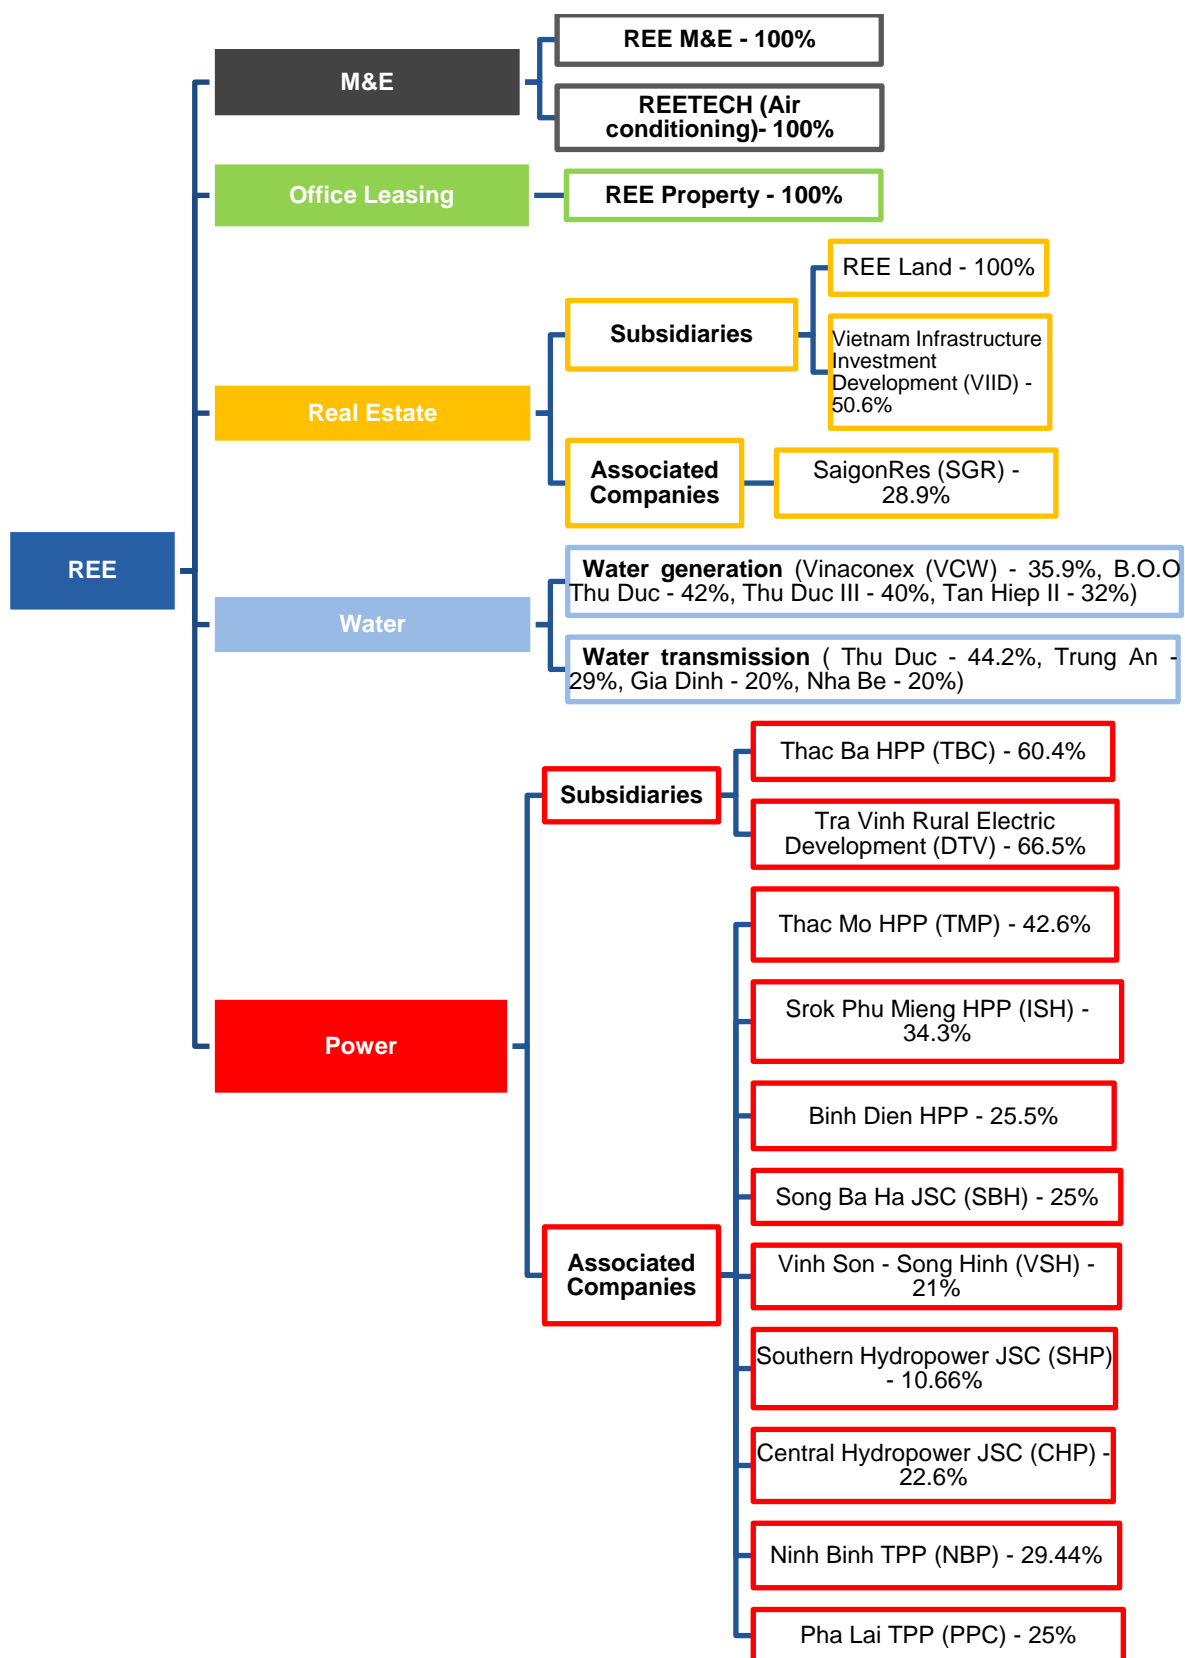 REE
M&E
REE M&E - 100%
REETECH (Air
conditioning)- 100%
Office Leasing
REE Property - 100%
Real Estate
Subsidiaries
REE Land - 100%
Vietnam Infrastructure
Investment
Development (VIID) -
50.6%
Associated
Companies
SaigonRes (SGR) -
28.9%
Water
Water generation (Vinaconex (VCW) - 35.9%, B.O.O
Thu Duc - 42%, Thu Duc III - 40%, Tan Hiep II - 32%)
Water transmission ( Thu Duc - 44.2%, Trung An -
29%, Gia Dinh - 20%, Nha Be - 20%)
Power
Subsidiaries
Thac Ba HPP (TBC) - 60.4%
Tra Vinh Rural Electric
Development (DTV) - 66.5%
Associated
Companies
Thac Mo HPP (TMP) - 42.6%
Srok Phu Mieng HPP (ISH) -
34.3%
Binh Dien HPP - 25.5%
Song Ba Ha JSC (SBH) - 25%
Vinh Son - Song Hinh (VSH) -
21%
Southern Hydropower JSC (SHP)
- 10.66%
Central Hydropower JSC (CHP) -
22.6%
Ninh Binh TPP (NBP) - 29.44%
Pha Lai TPP (PPC) - 25%